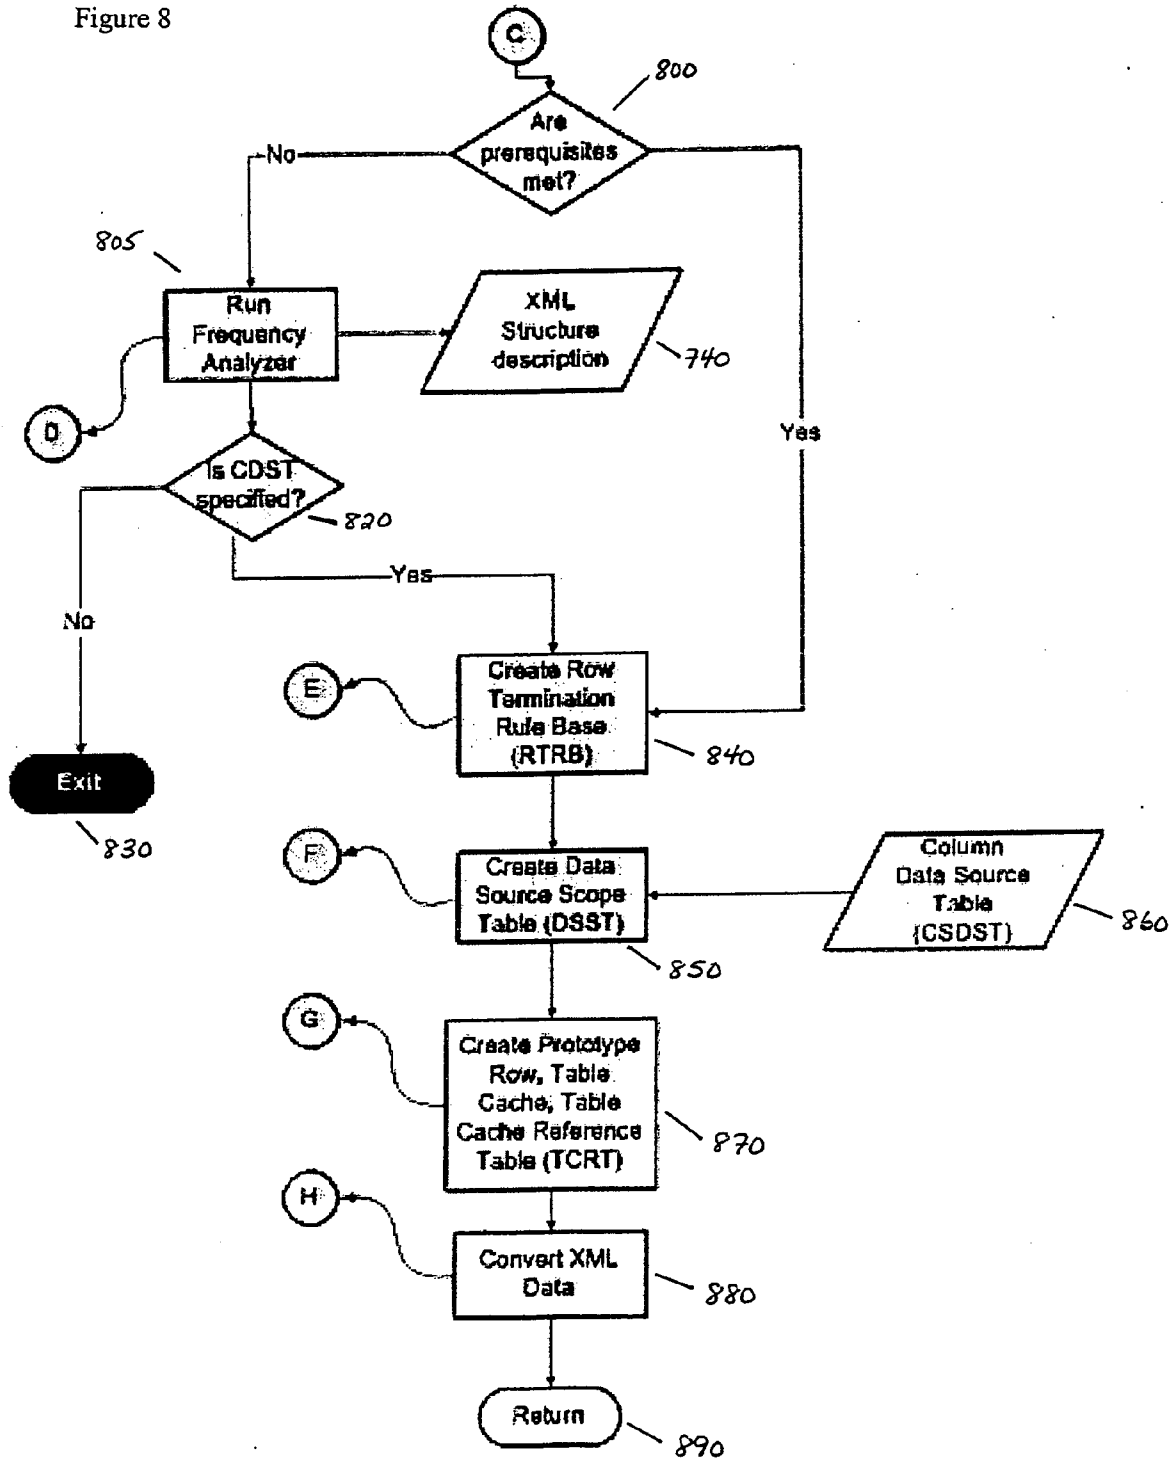 Figure 8
C
800
Are
prerequisites
met?
No
805
Run
Frequency
Analyzer
XML
Structure
description
740
D
Yes
Is CDST
specified?
820
Yes
No
E
Create Row
Termination
Rule Base
(RTRB)
840
Exit
830
F
Create Data
Source Scope
Table (DSST)
850
Column
Data Source
Table
(CSDST)
860
G
Create Prototype
Row, Table
Cache, Table
Cache Reference
Table (TCRT)
870
H
Convert XML
Data
880
Return
890